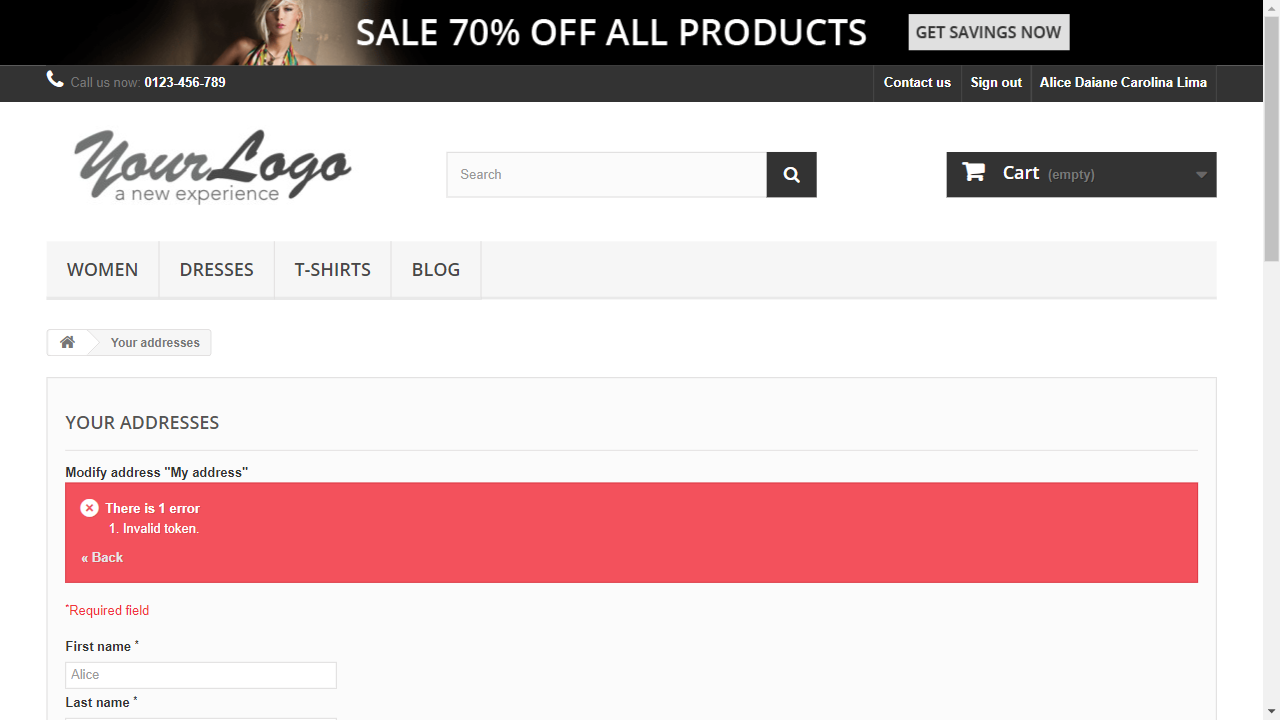 SALE 70% OFF ALL PRODUCTS GET SAVINGS NOW
Call us now: 0123-456-789 Contact us Sign out Alice Daiane Carolina Lima
YourLogo
a new experience
Search
Cart (empty)
WOMEN DRESSES T-SHIRTS BLOG
Your addresses
YOUR ADDRESSES
Modify address "My address"
There is 1 error
1. Invalid token.
« Back
*Required field
First name *
Alice
Last name *